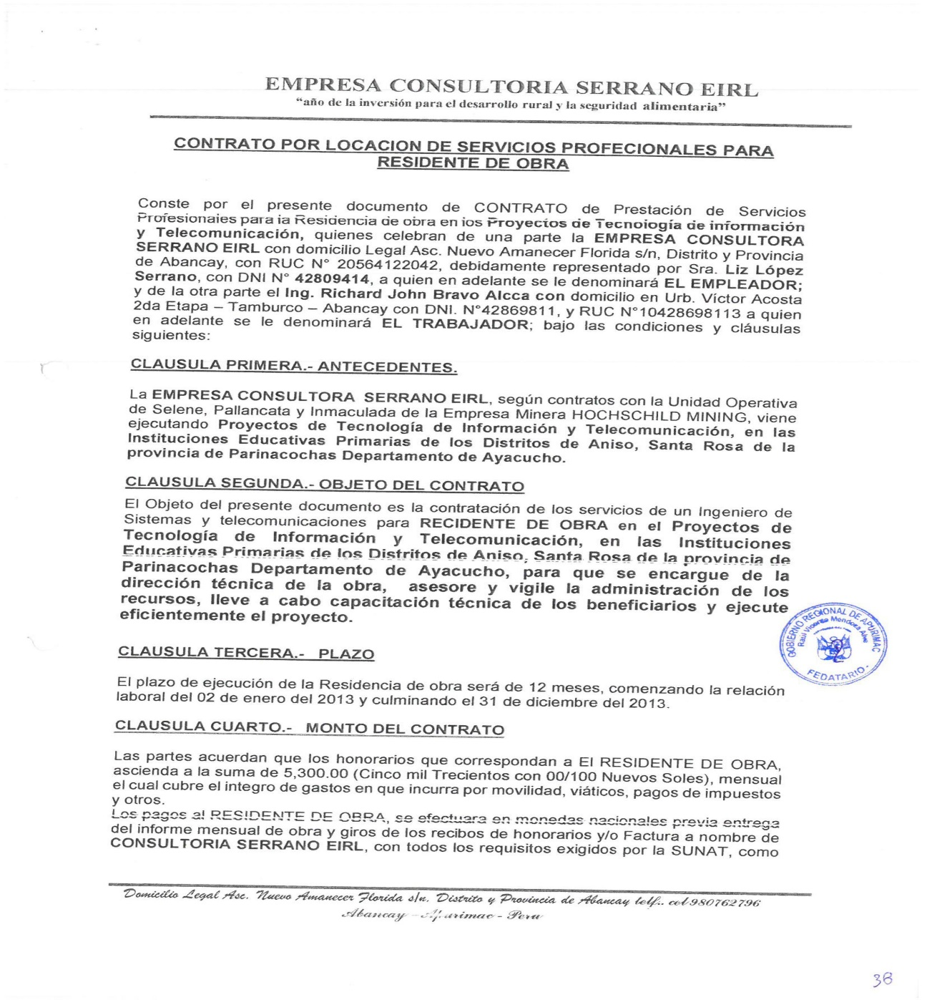 EMPRESA CONSULTORIA SERRANO EIRL
“año de la inversión para el desarrollo rural y la seguridad alimentaria”
CONTRATO POR LOCACION DE SERVICIOS PROFECIONALES PARA
RESIDENTE DE OBRA
Conste por el presente documento de CONTRATO de Prestación de Servicios
Profesionales para la Residencia de obra en los Proyectos de Tecnología de información
y Telecomunicación, quienes celebran de una parte la EMPRESA CONSULTORA
SERRANO EIRL con domicilio Legal Asc. Nuevo Amanecer Florida s/n, Distrito y Provincia
de Abancay, con RUC N° 20564122042, debidamente representado por Sra. Liz López
Serrano, con DNI N° 42809414, a quien en adelante se le denominará EL EMPLEADOR;
y de la otra parte el Ing. Richard John Bravo Alcca con domicilio en Urb. Víctor Acosta
2da Etapa – Tamburco – Abancay con DNI. N°42869811, y RUC N°10428698113 a quien
en adelante se le denominará EL TRABAJADOR; bajo las condiciones y cláusulas
siguientes:
CLAUSULA PRIMERA.- ANTECEDENTES.
La EMPRESA CONSULTORA SERRANO EIRL, según contratos con la Unidad Operativa
de Selene, Pallancata y Inmaculada de la Empresa Minera HOCHSCHILD MINING, viene
ejecutando Proyectos de Tecnología de Información y Telecomunicación, en las
Instituciones Educativas Primarias de los Distritos de Aniso, Santa Rosa de la
provincia de Parinacochas Departamento de Ayacucho.
CLAUSULA SEGUNDA.- OBJETO DEL CONTRATO
El Objeto del presente documento es la contratación de los servicios de un Ingeniero de
Sistemas y telecomunicaciones para RECIDENTE DE OBRA en el Proyectos de
Tecnología de Información y Telecomunicación, en las Instituciones
Educativas Primarias de los Distritos de Aniso, Santa Rosa de la provincia de
Parinacochas Departamento de Ayacucho, para que se encargue de la
dirección técnica de la obra, asesore y vigile la administración de los
recursos, lleve a cabo capacitación técnica de los beneficiarios y ejecute
eficientemente el proyecto.
GOBIERNO REGIONAL DE APURIMAC
Raul Vicente Mendoza
FEDATARIO
CLAUSULA TERCERA.- PLAZO
El plazo de ejecución de la Residencia de obra será de 12 meses, comenzando la relación
laboral del 02 de enero del 2013 y culminando el 31 de diciembre del 2013.
CLAUSULA CUARTO.- MONTO DEL CONTRATO
Las partes acuerdan que los honorarios que correspondan a El RESIDENTE DE OBRA,
ascienda a la suma de 5,300.00 (Cinco mil Trecientos con 00/100 Nuevos Soles), mensual
el cual cubre el integro de gastos en que incurra por movilidad, viáticos, pagos de impuestos
y otros.
Los pagos al RESIDENTE DE OBRA, se efectuara en monedas nacionales previa entrega
del informe mensual de obra y giros de los recibos de honorarios y/o Factura a nombre de
CONSULTORIA SERRANO EIRL, con todos los requisitos exigidos por la SUNAT, como
Domicilio Legal Asc. Nuevo Amanecer Florida s/n. Distrito y Provincia de Abancay telf.. cel 980762796
Abancay – Apurimac - Peru
38